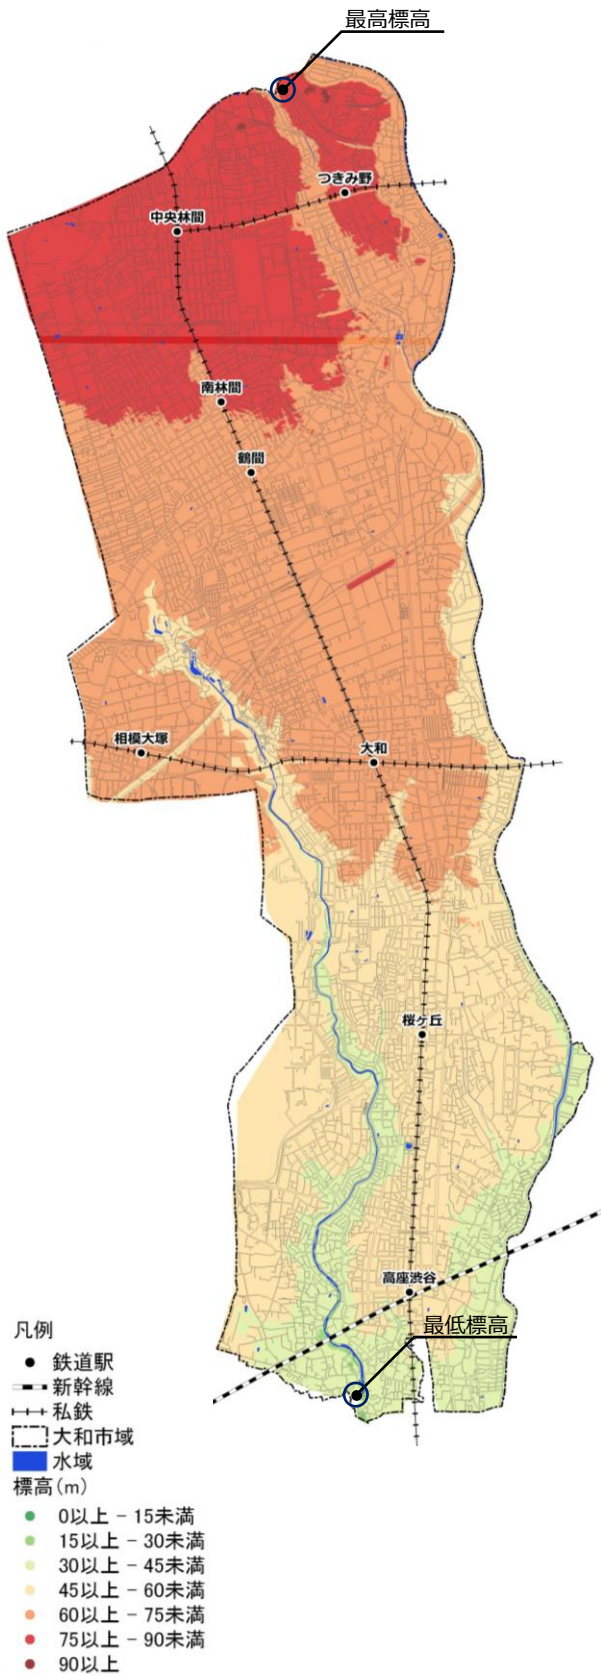 最高標高
つきみ野
中央林間
南林間
鶴間
相模大塚
大和
桜ヶ丘
高座渋谷
最低標高
凡例
鉄道駅
新幹線
私鉄
大和市域
水域
標高(m)
0以上 - 15未満
15以上 - 30未満
30以上 - 45未満
45以上 - 60未満
60以上 - 75未満
75以上 - 90未満
90以上